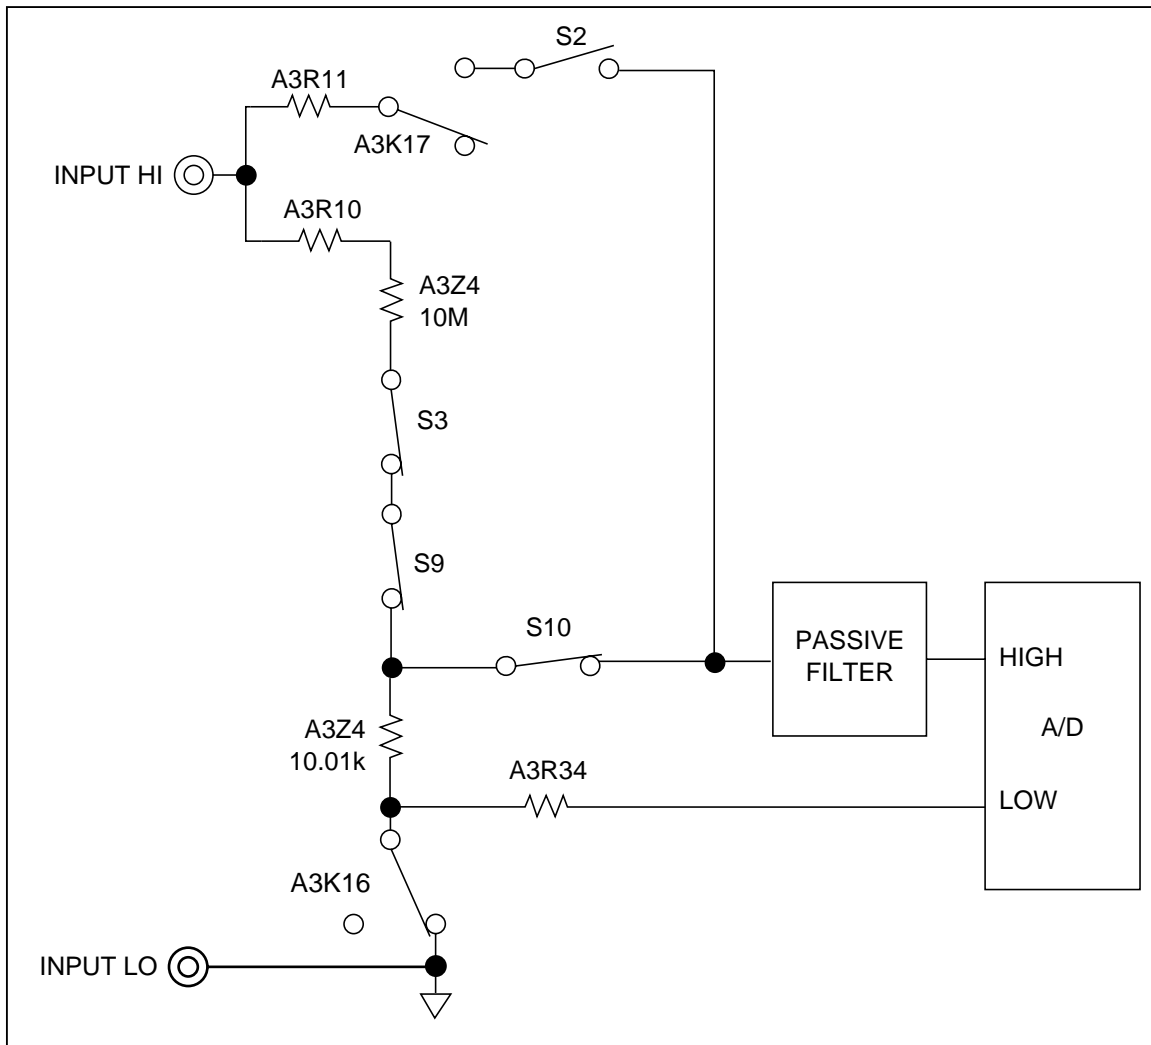 S2
A3R11
A3K17
INPUT HI
A3R10
A3Z4
10M
S3
S9
S10
PASSIVE
FILTER
HIGH
A/D
LOW
A3Z4
10.01k
A3R34
A3K16
INPUT LO